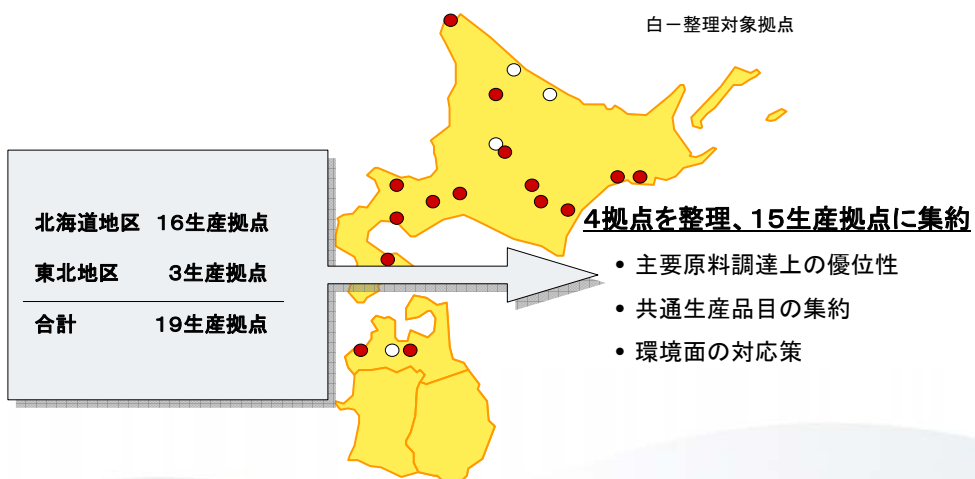 白ー整理対象拠点
北海道地区 16生産拠点
東北地区 3生産拠点
合計 19生産拠点
4拠点を整理、15生産拠点に集約
• 主要原料調達上の優位性
• 共通生産品目の集約
• 環境面の対応策